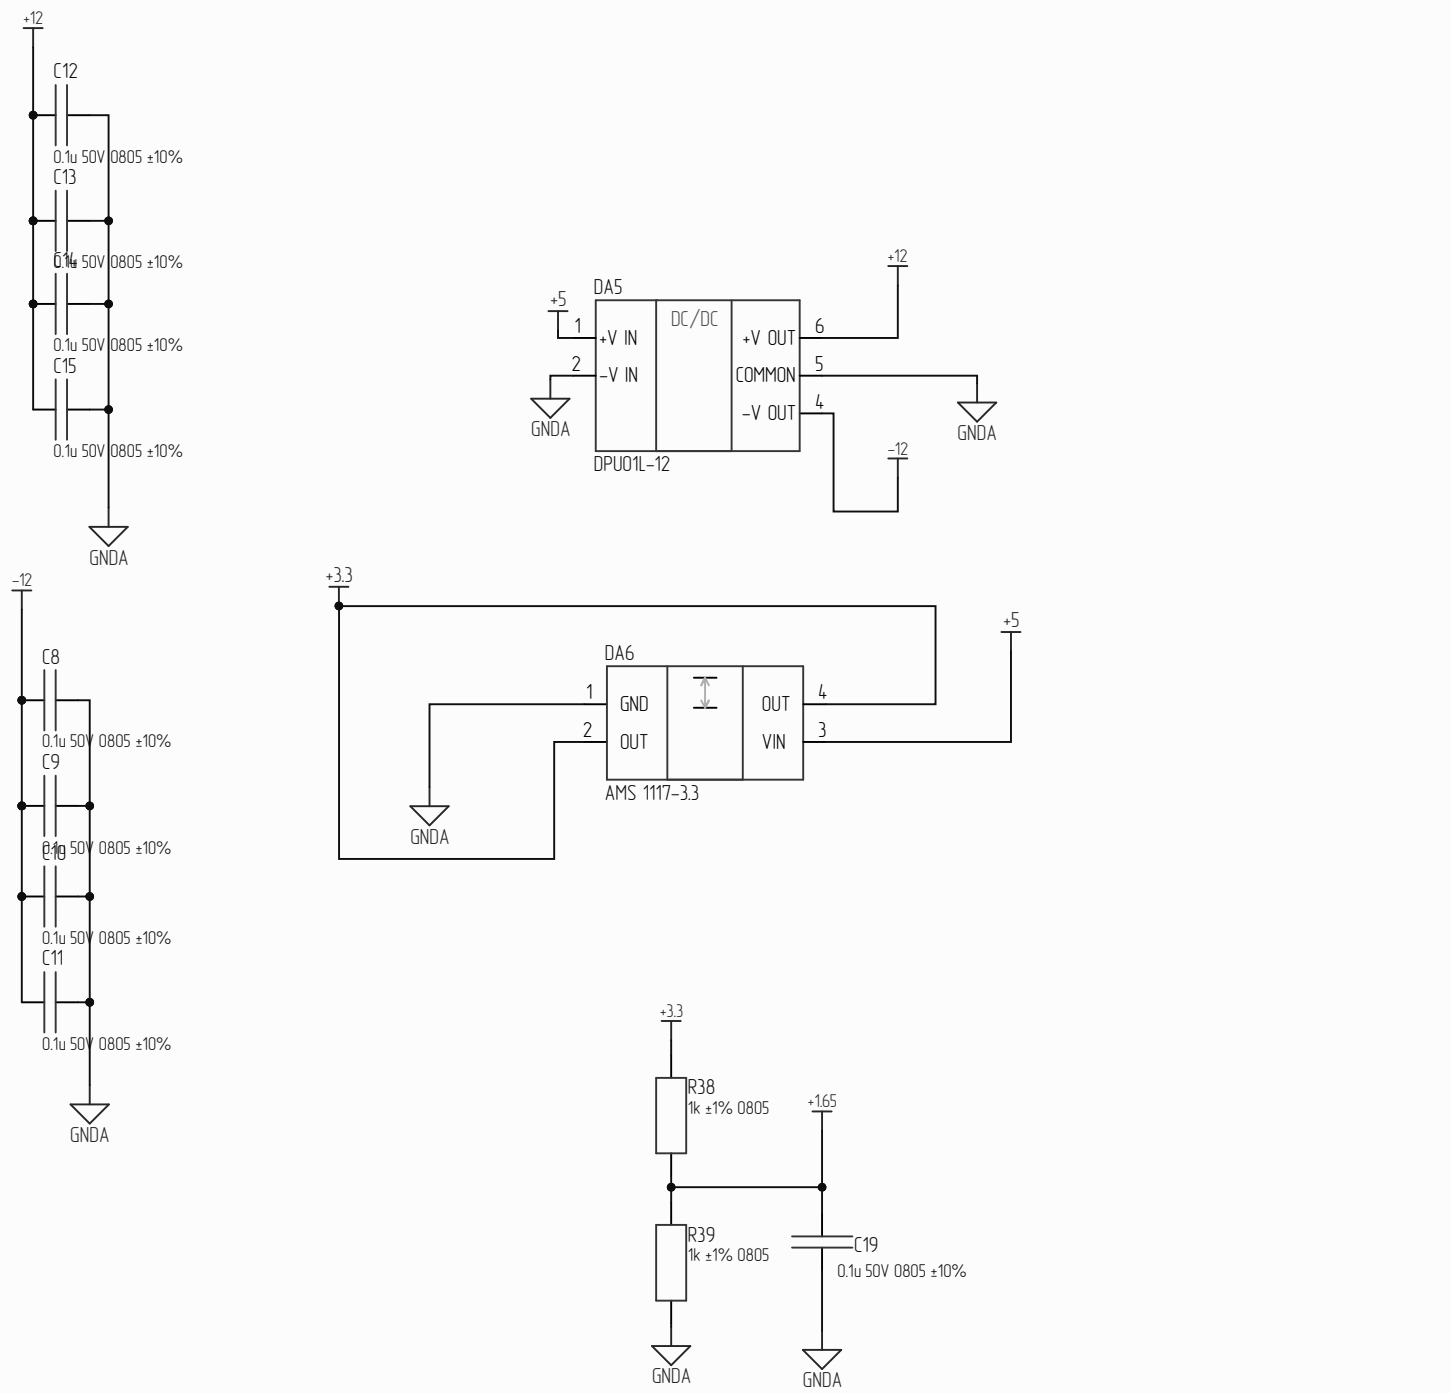 +12
C12
0.1u 50V 0805 ±10%
C13
0.1u 50V 0805 ±10%
C14
0.1u 50V 0805 ±10%
C15
0.1u 50V 0805 ±10%
GNDA
-12
C8
0.1u 50V 0805 ±10%
C9
0.1u 50V 0805 ±10%
C10
0.1u 50V 0805 ±10%
C11
0.1u 50V 0805 ±10%
GNDA
DA5
DC/DC
+5
1
+V IN
2
-V IN
GNDA
+12
6
+V OUT
5
COMMON
4
-V OUT
GNDA
-12
DPU01L-12
+3.3
+5
DA6
1
GND
2
OUT
4
OUT
3
VIN
AMS 1117-3.3
GNDA
+3.3
R38
1k ±1% 0805
+1.65
R39
1k ±1% 0805
C19
0.1u 50V 0805 ±10%
GNDA
GNDA